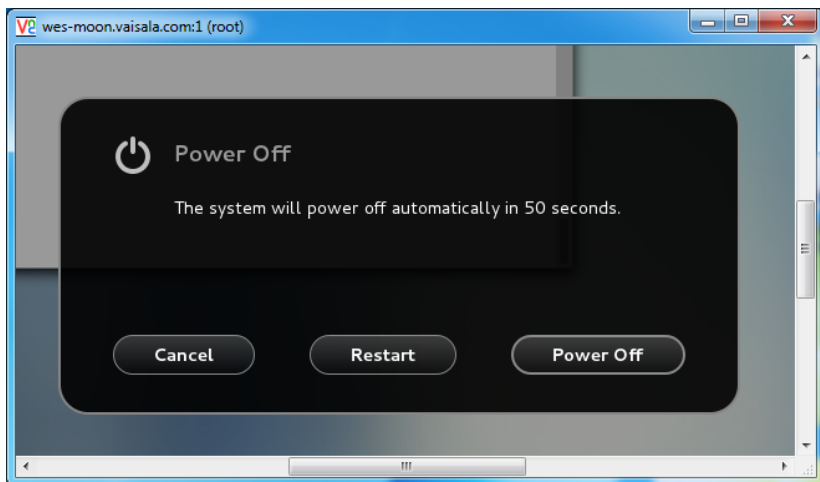 wes-moon.vaisala.com:1 (root)
Power Off
The system will power off automatically in 50 seconds.
Cancel
Restart
Power Off